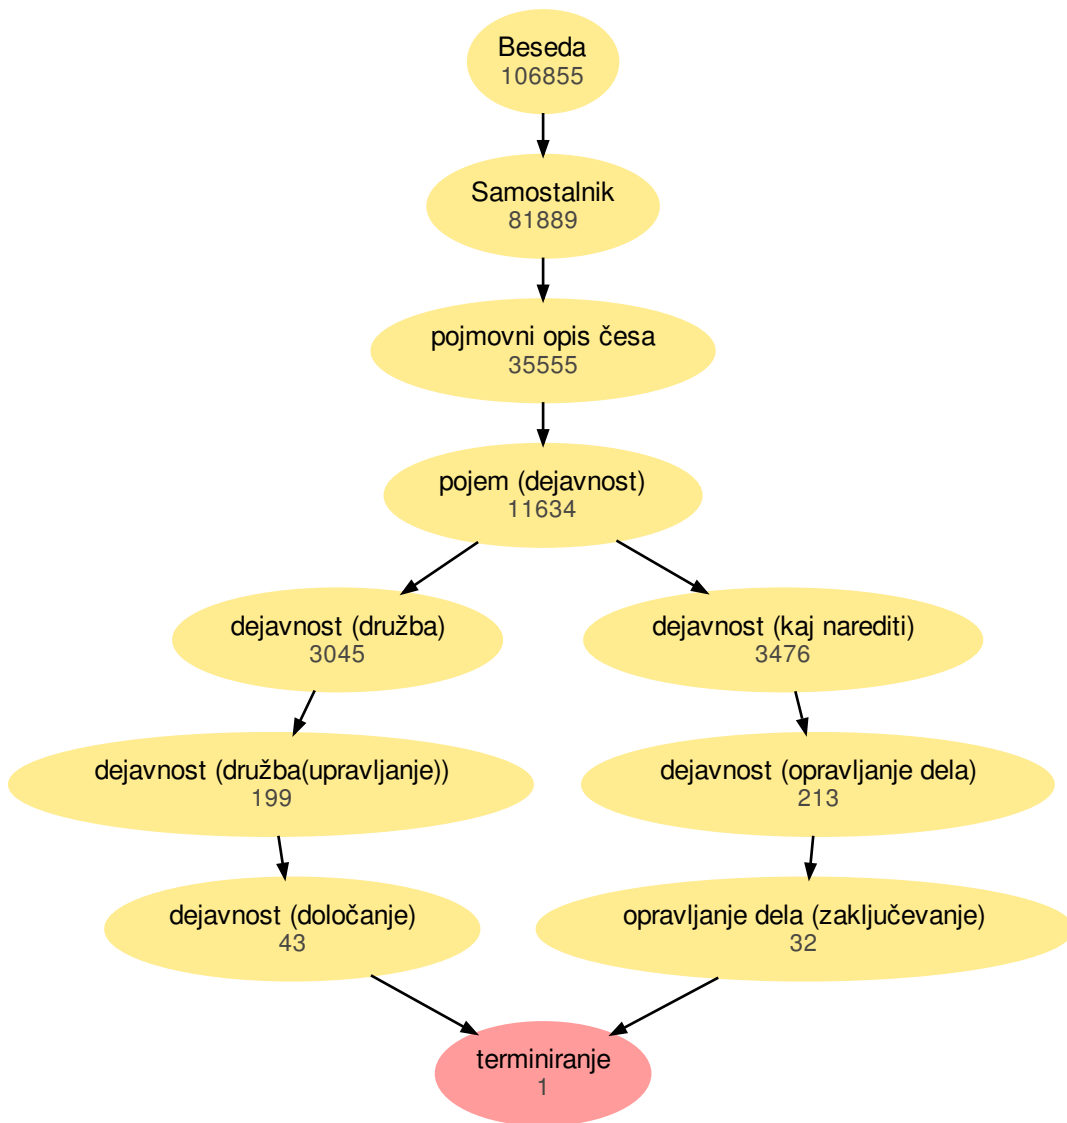 Beseda
106855
Samostalnik
81889
pojmovni opis česa
35555
pojem (dejavnost)
11634
dejavnost (družba)
3045
dejavnost (kaj narediti)
3476
dejavnost (družba(upravljanje))
199
dejavnost (opravljanje dela)
213
dejavnost (določanje)
43
opravljanje dela (zaključevanje)
32
terminiranje
1